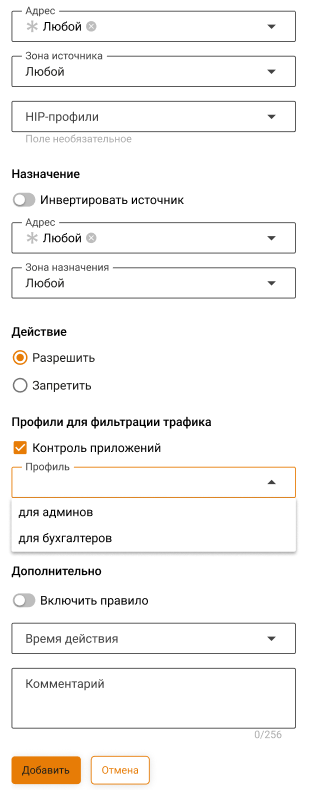 Адрес
Любой
Зона источника
Любой
HIP-профили
Поле необязательное
Назначение
Инвертировать источник
Адрес
Любой
Зона назначения
Любой
Действие
Разрешить
Запретить
Профили для фильтрации трафика
Контроль приложений
Профиль
для админов
для бухгалтеров
Дополнительно
Включить правило
Время действия
Комментарий
0/256
Добавить Отмена